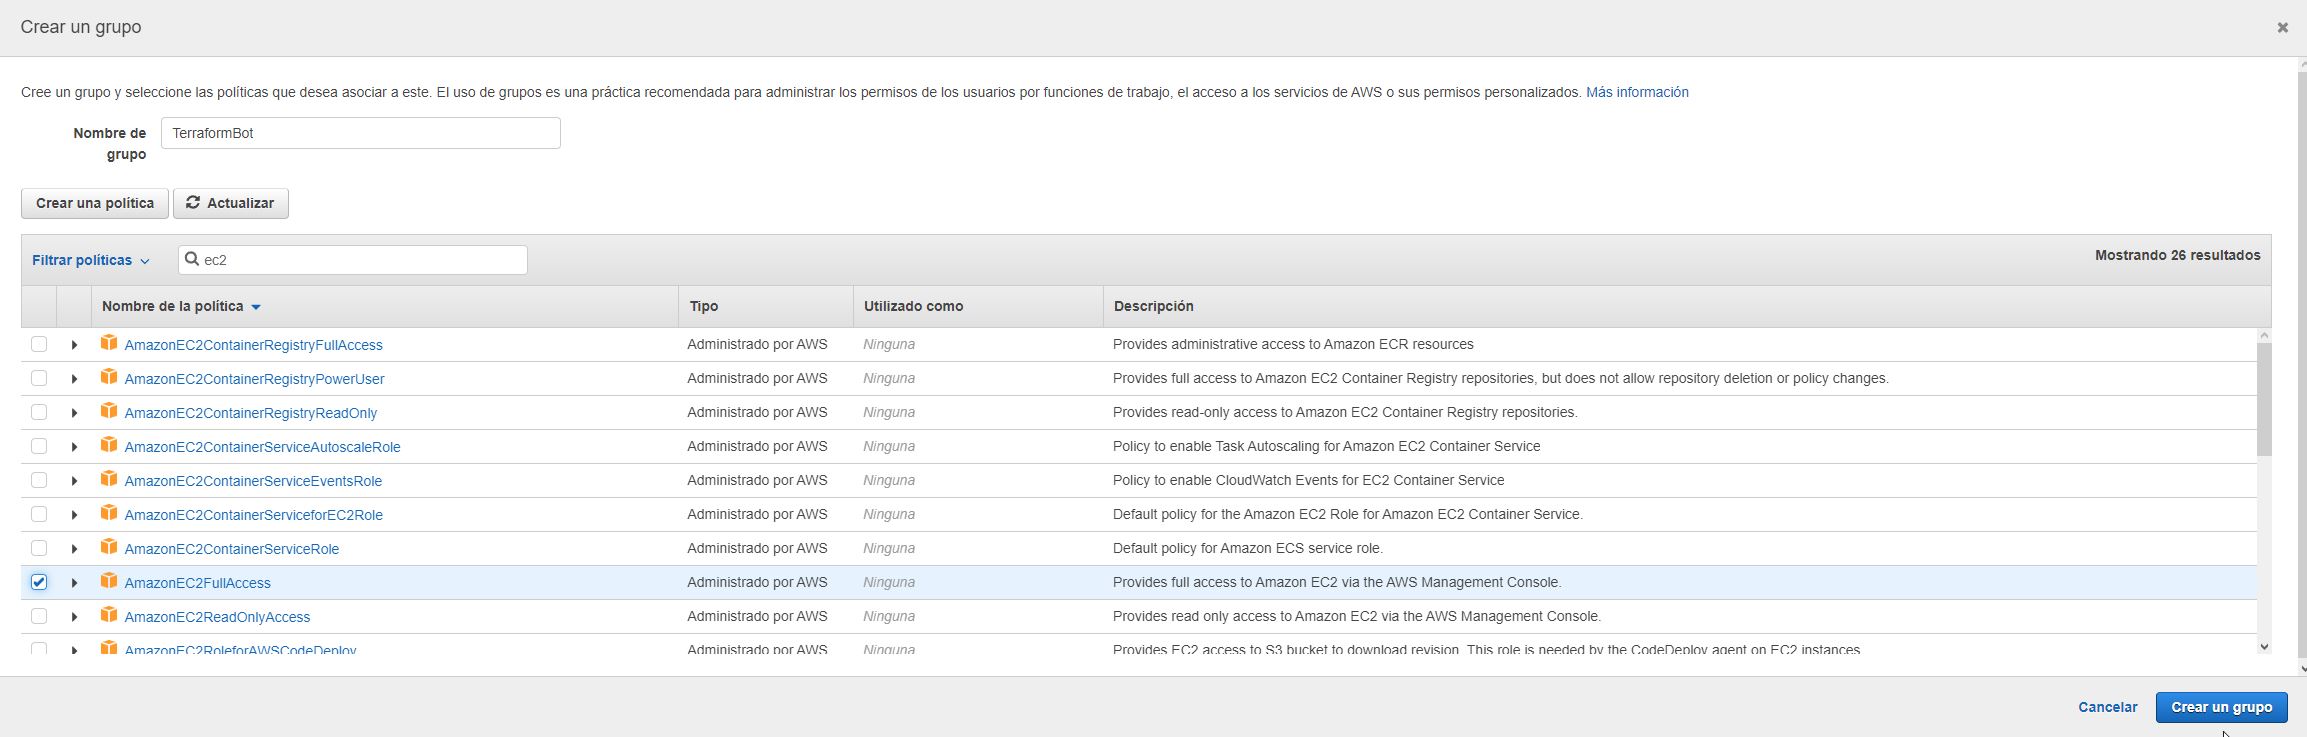 Crear un grupo
Cree un grupo y seleccione las políticas que desea asociar a este. El uso de grupos es una práctica recomendada para administrar los permisos de los usuarios por funciones de trabajo, el acceso a los servicios de AWS o sus permisos personalizados. Más información
Nombre de grupo TerraformBot
Crear una política Actualizar
Filtrar políticas ec2 Mostrando 26 resultados
Nombre de la política Tipo Utilizado como Descripción
AmazonEC2ContainerRegistryFullAccess Administrado por AWS Ninguna Provides administrative access to Amazon ECR resources
AmazonEC2ContainerRegistryPowerUser Administrado por AWS Ninguna Provides full access to Amazon EC2 Container Registry repositories, but does not allow repository deletion or policy changes.
AmazonEC2ContainerRegistryReadOnly Administrado por AWS Ninguna Provides read-only access to Amazon EC2 Container Registry repositories.
AmazonEC2ContainerServiceAutoscaleRole Administrado por AWS Ninguna Policy to enable Task Autoscaling for Amazon EC2 Container Service
AmazonEC2ContainerServiceEventsRole Administrado por AWS Ninguna Policy to enable CloudWatch Events for EC2 Container Service
AmazonEC2ContainerServiceforEC2Role Administrado por AWS Ninguna Default policy for the Amazon EC2 Role for Amazon EC2 Container Service.
AmazonEC2ContainerServiceRole Administrado por AWS Ninguna Default policy for Amazon ECS service role.
AmazonEC2FullAccess Administrado por AWS Ninguna Provides full access to Amazon EC2 via the AWS Management Console.
AmazonEC2ReadOnlyAccess Administrado por AWS Ninguna Provides read only access to Amazon EC2 via the AWS Management Console.
AmazonEC2RoleforAWSCodeDeploy Administrado por AWS Ninguna Provides EC2 access to S3 bucket to download revision. This role is needed by the CodeDeploy agent on EC2 instances
Cancelar Crear un grupo